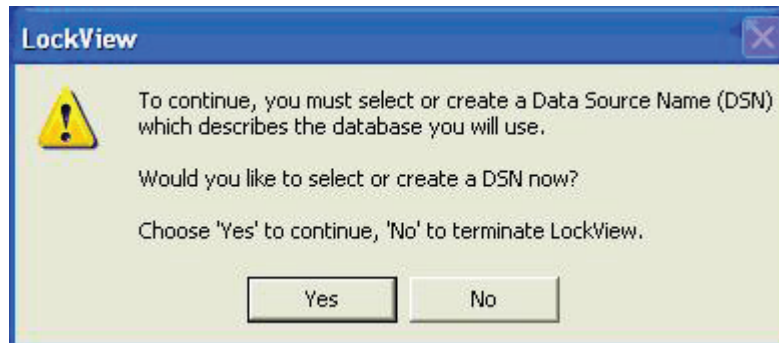 LockView
To continue, you must select or create a Data Source Name (DSN)
which describes the database you will use.
Would you like to select or create a DSN now?
Choose 'Yes' to continue, 'No' to terminate LockView.
Yes No